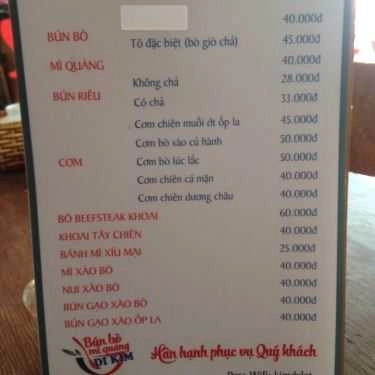 40.000đ
BÚN BÒ Tô đặc biệt (bò giò chả) 45.000đ
MÌ QUẢNG 40.000đ
BÚN RIÊU Không chả 28.000đ
Có chả 33.000đ
Cơm chiên muối ớt ốp la 45.000đ
Cơm bò xào củ hành 50.000đ
CƠM Cơm bò lúc lắc 50.000đ
Cơm chiên cá mặn 40.000đ
Cơm chiên dương châu 40.000đ
BÒ BEEFSTEAK KHOAI 60.000đ
KHOAI TÂY CHIÊN 40.000đ
BÁNH MÌ XÍU MẠI 25.000đ
MÌ XÀO BÒ 40.000đ
NUI XÀO BÒ 40.000đ
BÚN GẠO XÀO BÒ 40.000đ
BÚN GẠO XÀO ỐP LA 40.000đ
Bún bò
mì quảng
DÌ KIM
Hân hạnh phục vụ Quý khách